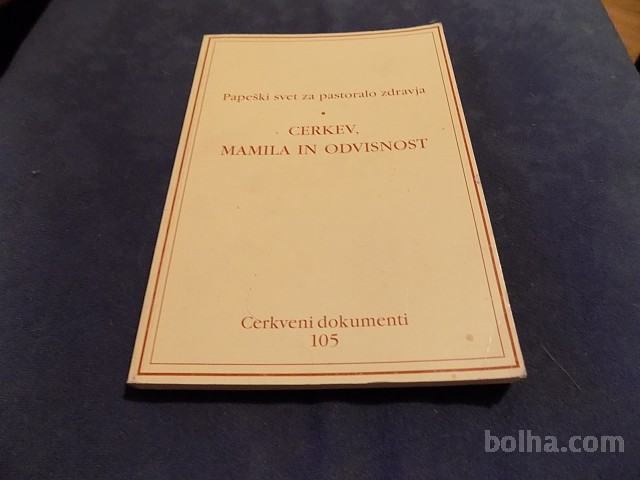 Papeški svet za pastoralo zdravja
•
CERKEV,
MAMILA IN ODVISNOST
Cerkveni dokumenti
105
bolha.com